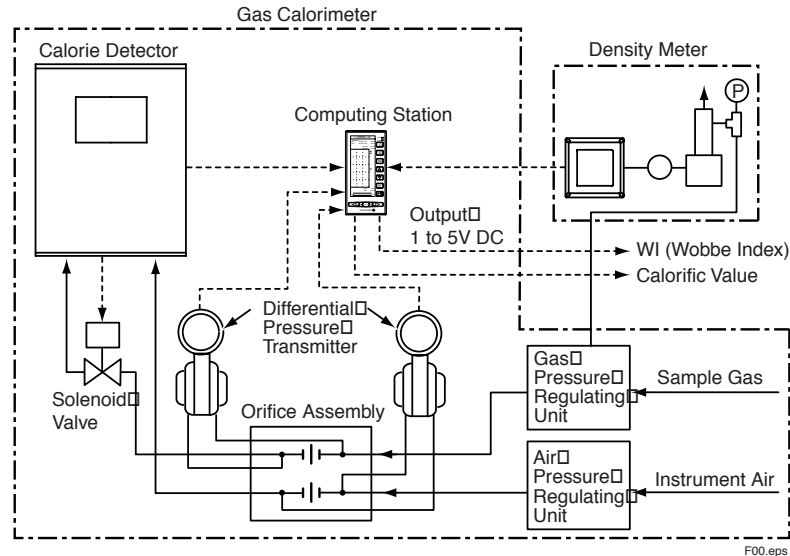 Gas Calorimeter
Calorie Detector
Density Meter
P
Computing Station
Output□
1 to 5V DC
WI (Wobbe Index)
Calorific Value
Differential□
Pressure□
Transmitter
Solenoid□
Valve
Orifice Assembly
Gas□
Pressure□
Regulating□
Unit
Sample Gas
Air□
Pressure□
Regulating□
Unit
Instrument Air
F00.eps